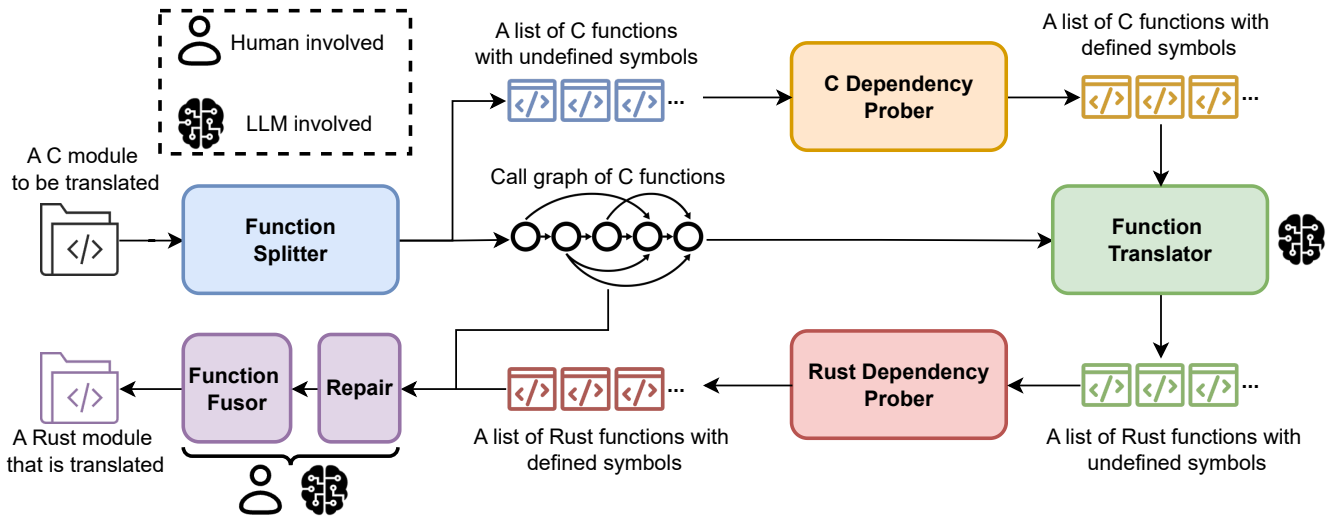 Human involved
LLM involved
A list of C functions
with undefined symbols
</>
</>
</>
...
C Dependency
Prober
A list of C functions with
defined symbols
</>
</>
</>
...
A C module
to be translated
</>
Function
Splitter
Call graph of C functions
Function
Translator
</>
Function
Fusor
Repair
</>
</>
</>
...
Rust Dependency
Prober
</>
</>
</>
...
A Rust module
that is translated
A list of Rust functions with
defined symbols
A list of Rust functions with
undefined symbols